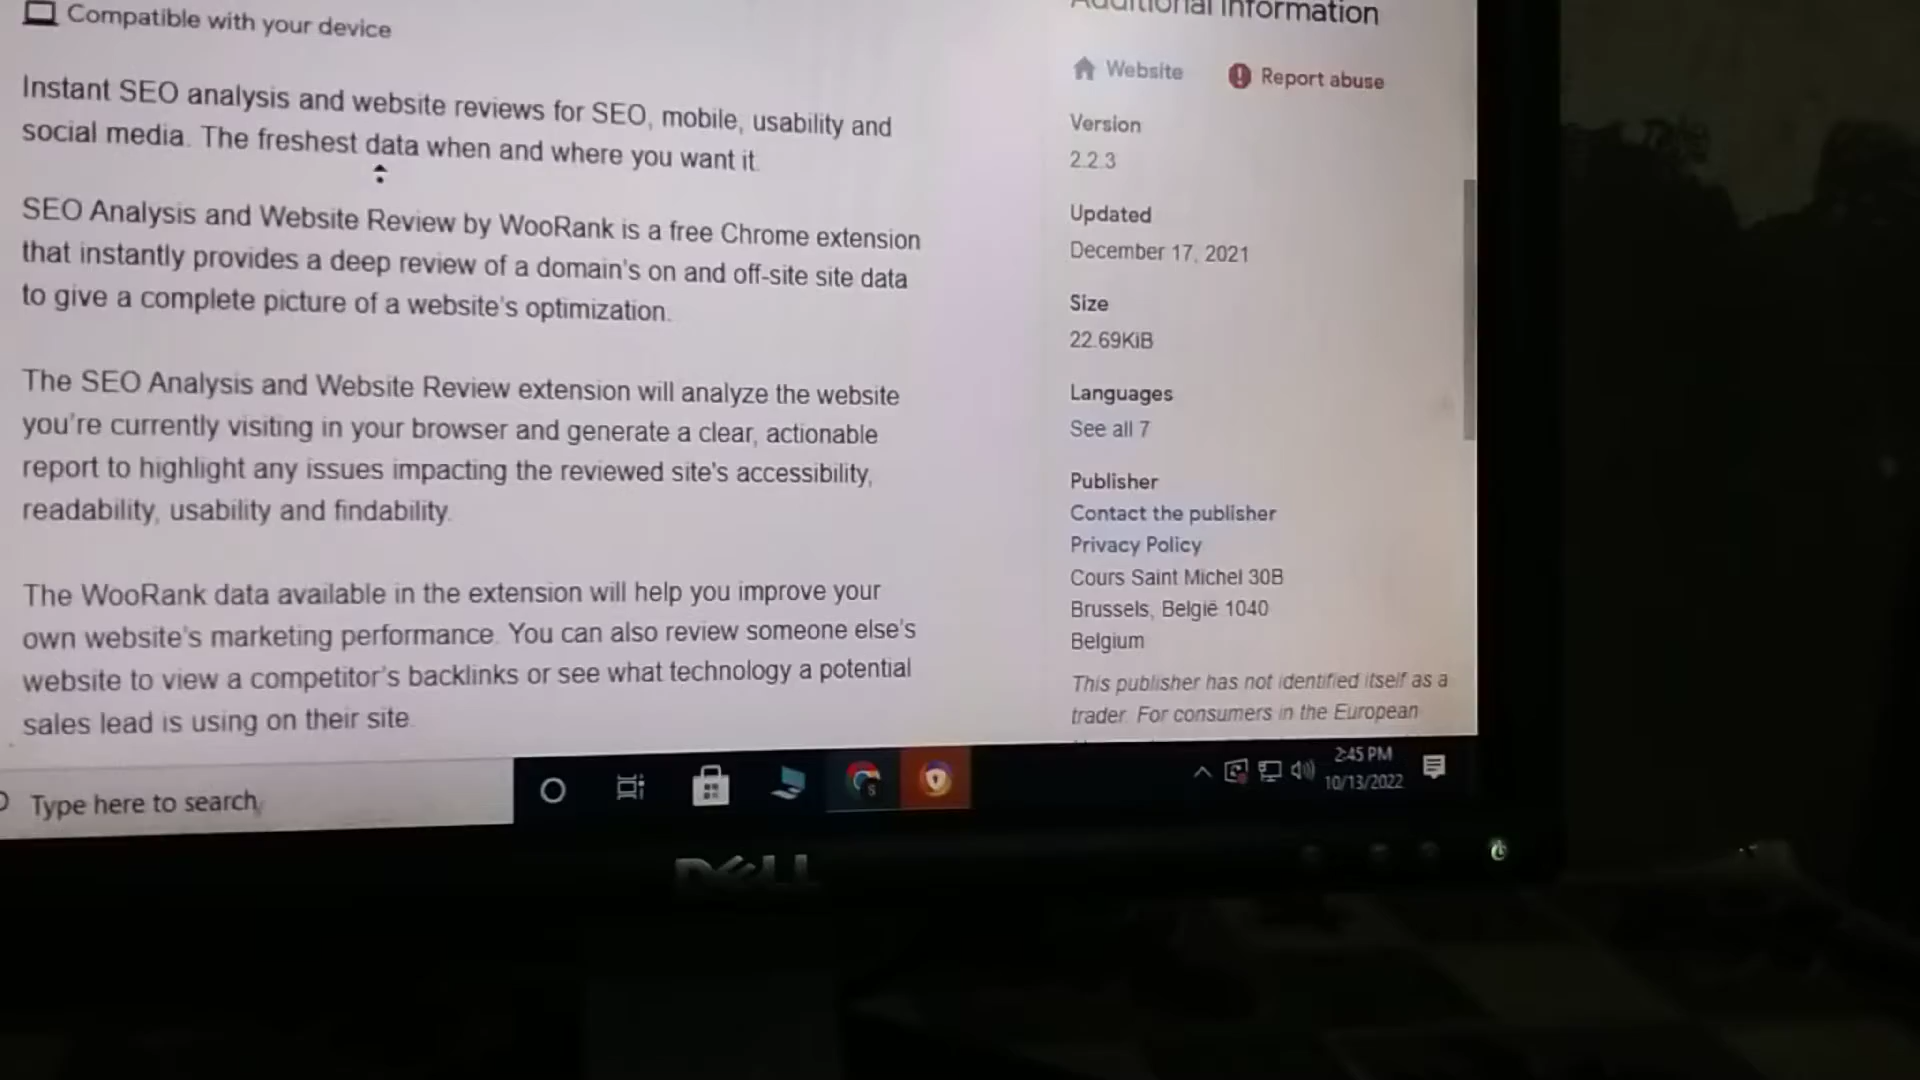 Compatible with your device
Instant SEO analysis and website reviews for SEO, mobile, usability and
social media. The freshest data when and where you want it.
SEO Analysis and Website Review by WooRank is a free Chrome extension
that instantly provides a deep review of a domain's on and off-site site data
to give a complete picture of a website's optimization.
The SEO Analysis and Website Review extension will analyze the website
you're currently visiting in your browser and generate a clear, actionable
report to highlight any issues impacting the reviewed site's accessibility,
readability, usability and findability.
The WooRank data available in the extension will help you improve your
own website's marketing performance. You can also review someone else's
website to view a competitor's backlinks or see what technology a potential
sales lead is using on their site.
Additional Information
Website
Report abuse
Version
2.2.3
Updated
December 17, 2021
Size
22.69KiB
Languages
See all 7
Publisher
Contact the publisher
Privacy Policy
Cours Saint Michel 30B
Brussels, België 1040
Belgium
This publisher has not identified itself as a
trader. For consumers in the European
Type here to search
2:45 PM
10/13/2022
DELL